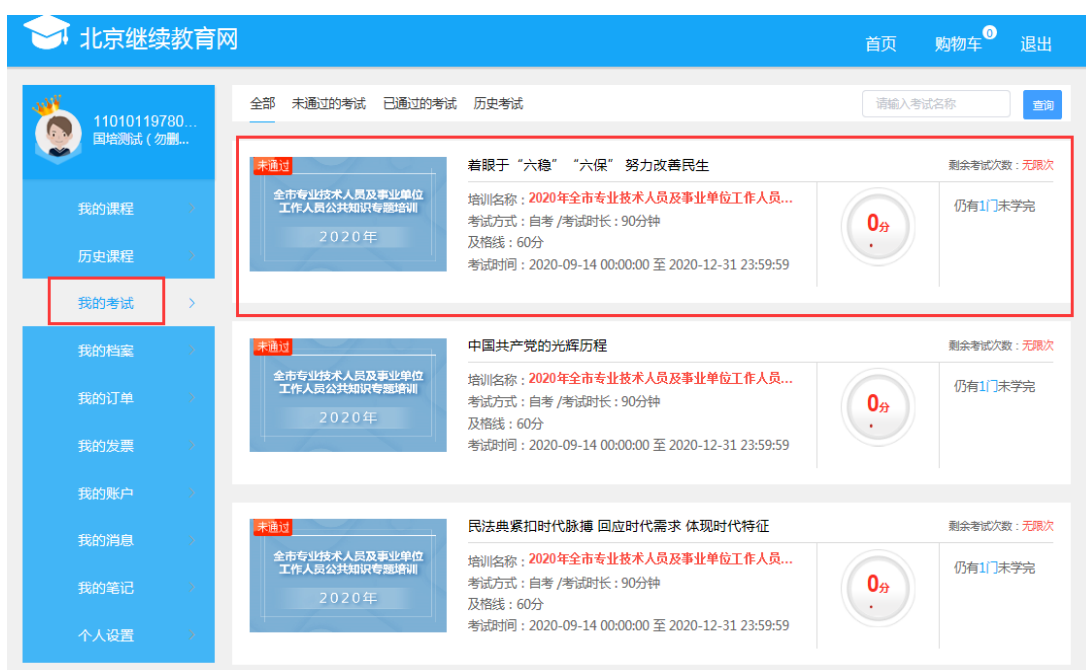 北京继续教育网
首页
购物车 0
退出
11010119780...
国培测试（勿删...
我的课程
历史课程
我的考试
我的档案
我的订单
我的发票
我的账户
我的消息
我的笔记
个人设置
全部 未通过的考试 已通过的考试 历史考试
请输入考试名称
查询
未通过
全市专业技术人员及事业单位
工作人员公共知识专题培训
2020年
着眼于“六稳”“六保” 努力改善民生
剩余考试次数：无限次
培训名称：2020年全市专业技术人员及事业单位工作人员...
考试方式：自考 /考试时长：90分钟
及格线：60分
考试时间：2020-09-14 00:00:00 至 2020-12-31 23:59:59
0分
仍有1门未学完
未通过
全市专业技术人员及事业单位
工作人员公共知识专题培训
2020年
中国共产党的光辉历程
剩余考试次数：无限次
培训名称：2020年全市专业技术人员及事业单位工作人员...
考试方式：自考 /考试时长：90分钟
及格线：60分
考试时间：2020-09-14 00:00:00 至 2020-12-31 23:59:59
0分
仍有1门未学完
未通过
全市专业技术人员及事业单位
工作人员公共知识专题培训
2020年
民法典紧扣时代脉搏 回应时代需求 体现时代特征
剩余考试次数：无限次
培训名称：2020年全市专业技术人员及事业单位工作人员...
考试方式：自考 /考试时长：90分钟
及格线：60分
考试时间：2020-09-14 00:00:00 至 2020-12-31 23:59:59
0分
仍有1门未学完